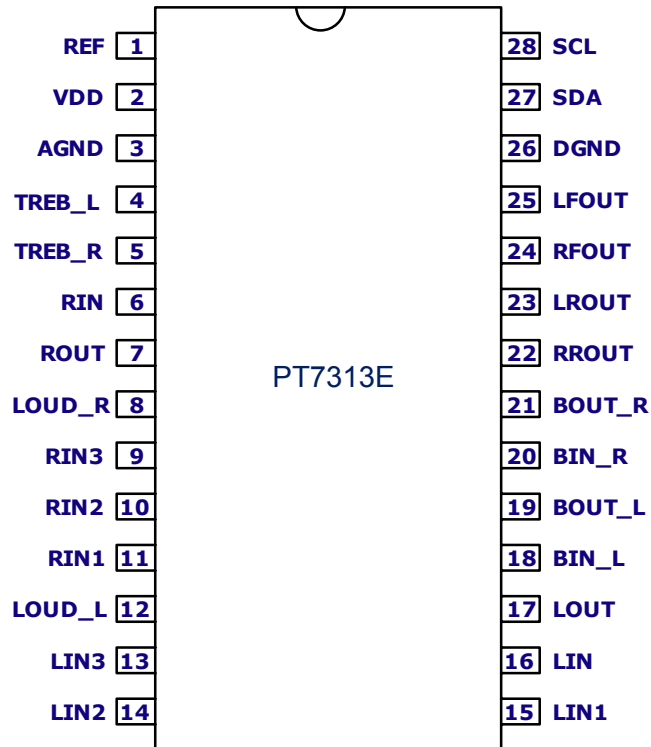 REF 1 28 SCL
VDD 2 27 SDA
AGND 3 26 DGND
TREB_L 4 25 LFOUT
TREB_R 5 24 RFOUT
RIN 6 23 LROUT
ROUT 7 22 RROUT
PT7313E
LOUD_R 8 21 BOUT_R
RIN3 9 20 BIN_R
RIN2 10 19 BOUT_L
RIN1 11 18 BIN_L
LOUD_L 12 17 LOUT
LIN3 13 16 LIN
LIN2 14 15 LIN1